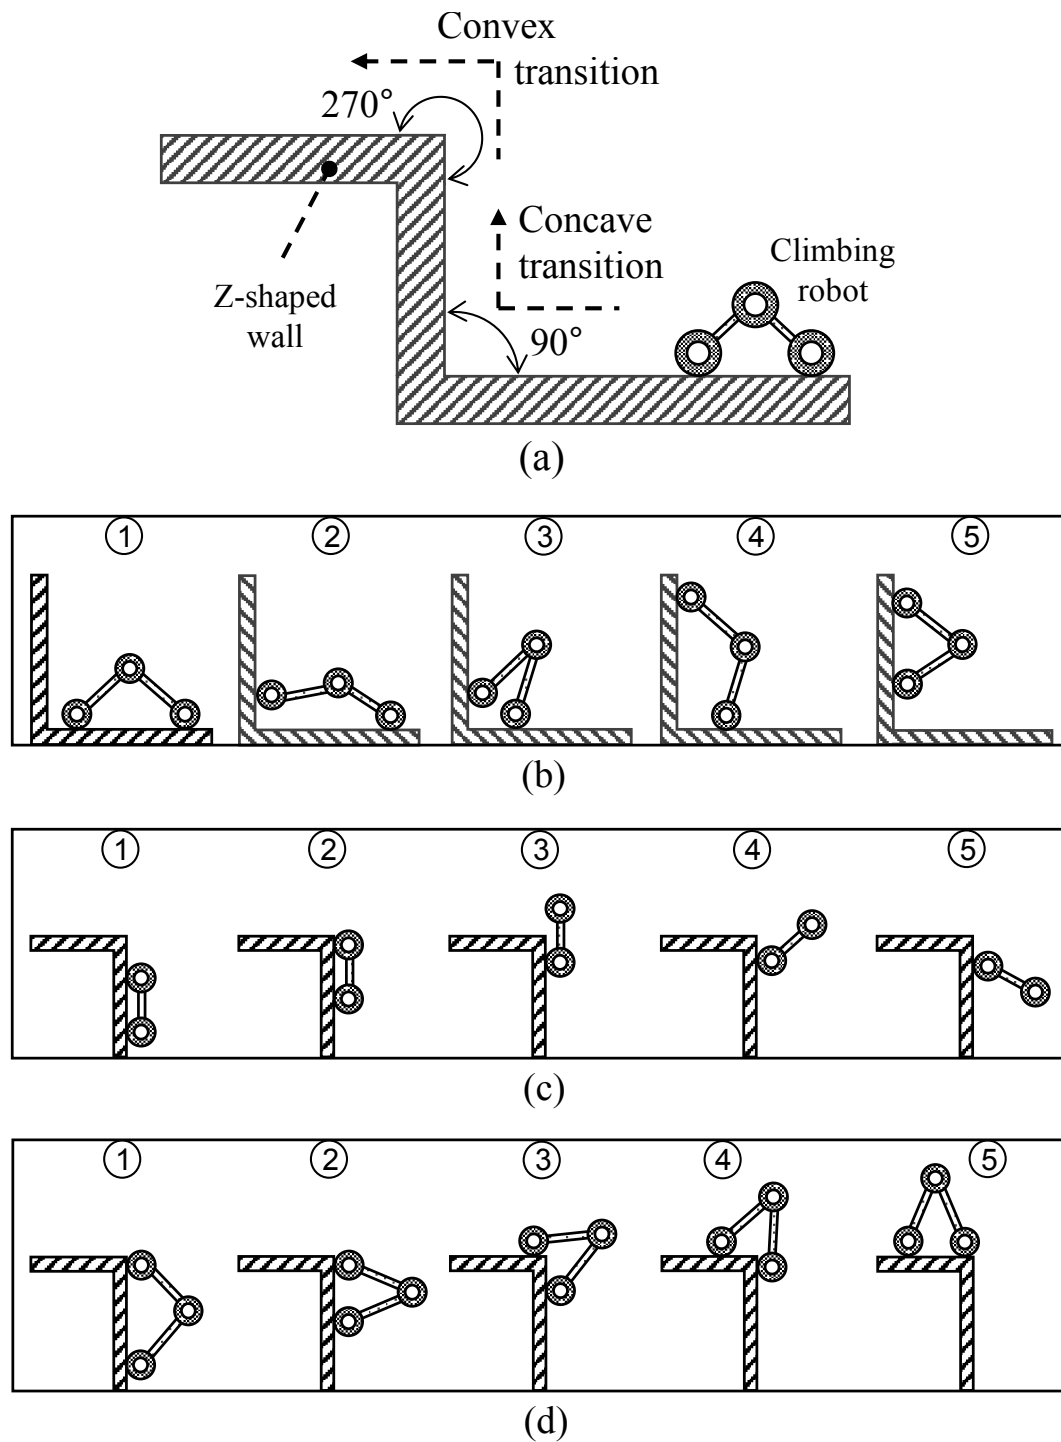 Convex
transition
270°
Concave
transition
Climbing
robot
Z-shaped
wall
90°
(a)
① ② ③ ④ ⑤
(b)
① ② ③ ④ ⑤
(c)
① ② ③ ④ ⑤
(d)